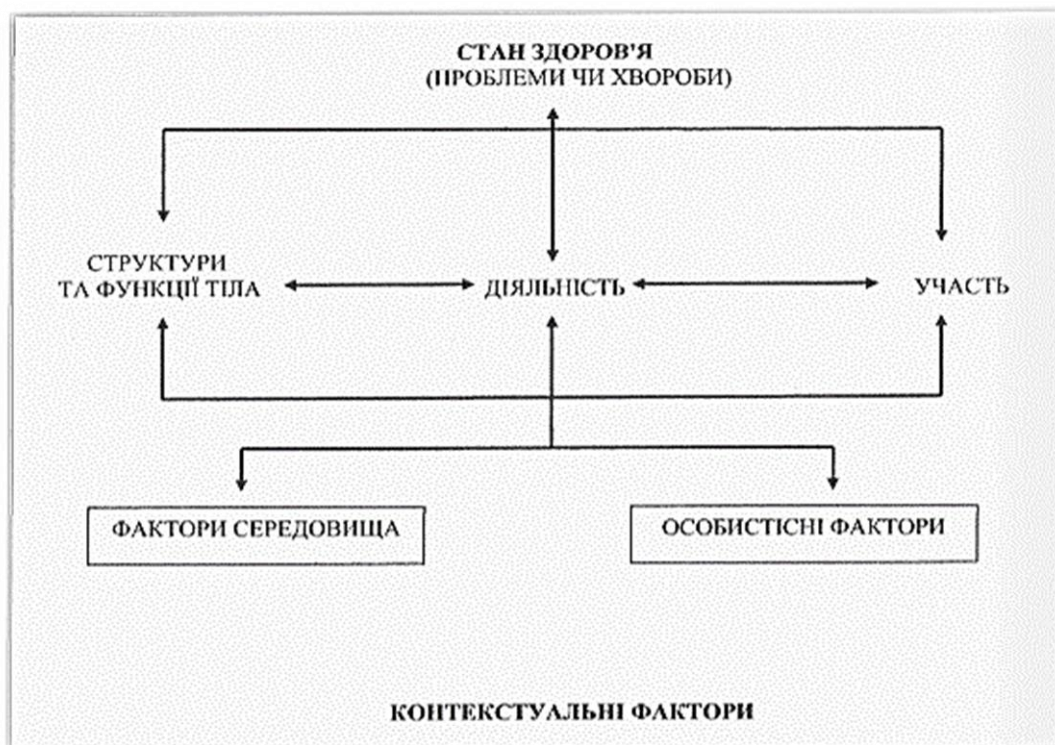 СТАН ЗДОРОВ'Я
(ПРОБЛЕМИ ЧИ ХВОРОБИ)
СТРУКТУРИ
ТА ФУНКЦІЇ ТІЛА
ДІЯЛЬНІСТЬ
УЧАСТЬ
ФАКТОРИ СЕРЕДОВИЩА
ОСОБИСТІСНІ ФАКТОРИ
КОНТЕКСТУАЛЬНІ ФАКТОРИ